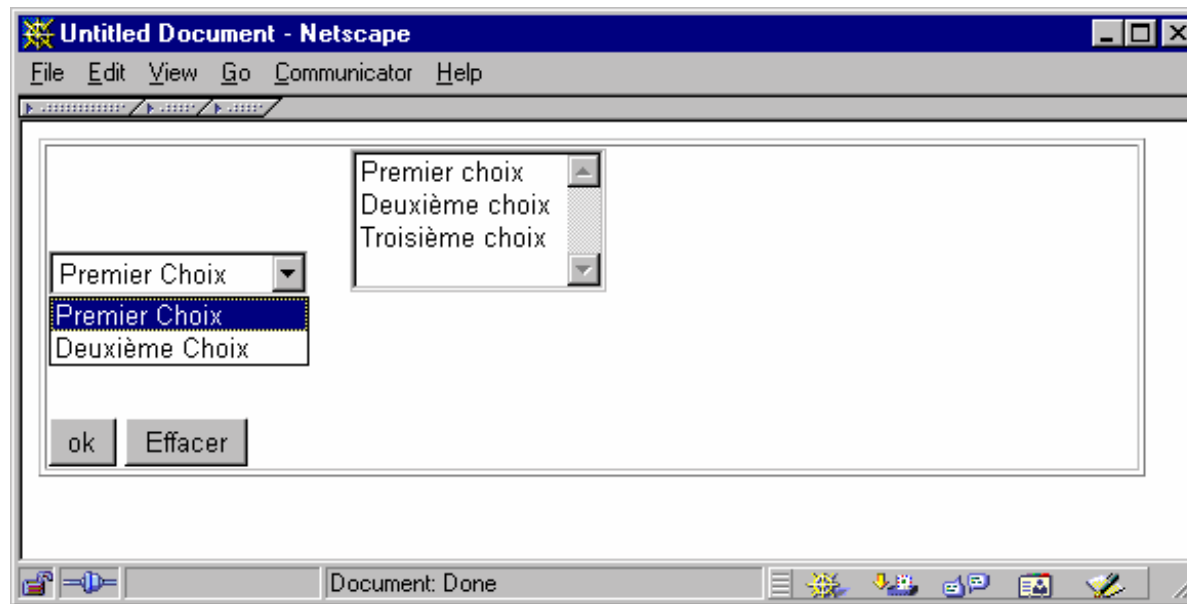 Untitled Document - Netscape
File Edit View Go Communicator Help
Premier choix
Deuxième choix
Troisième choix
Premier Choix
Premier Choix
Deuxième Choix
ok Effacer
Document: Done